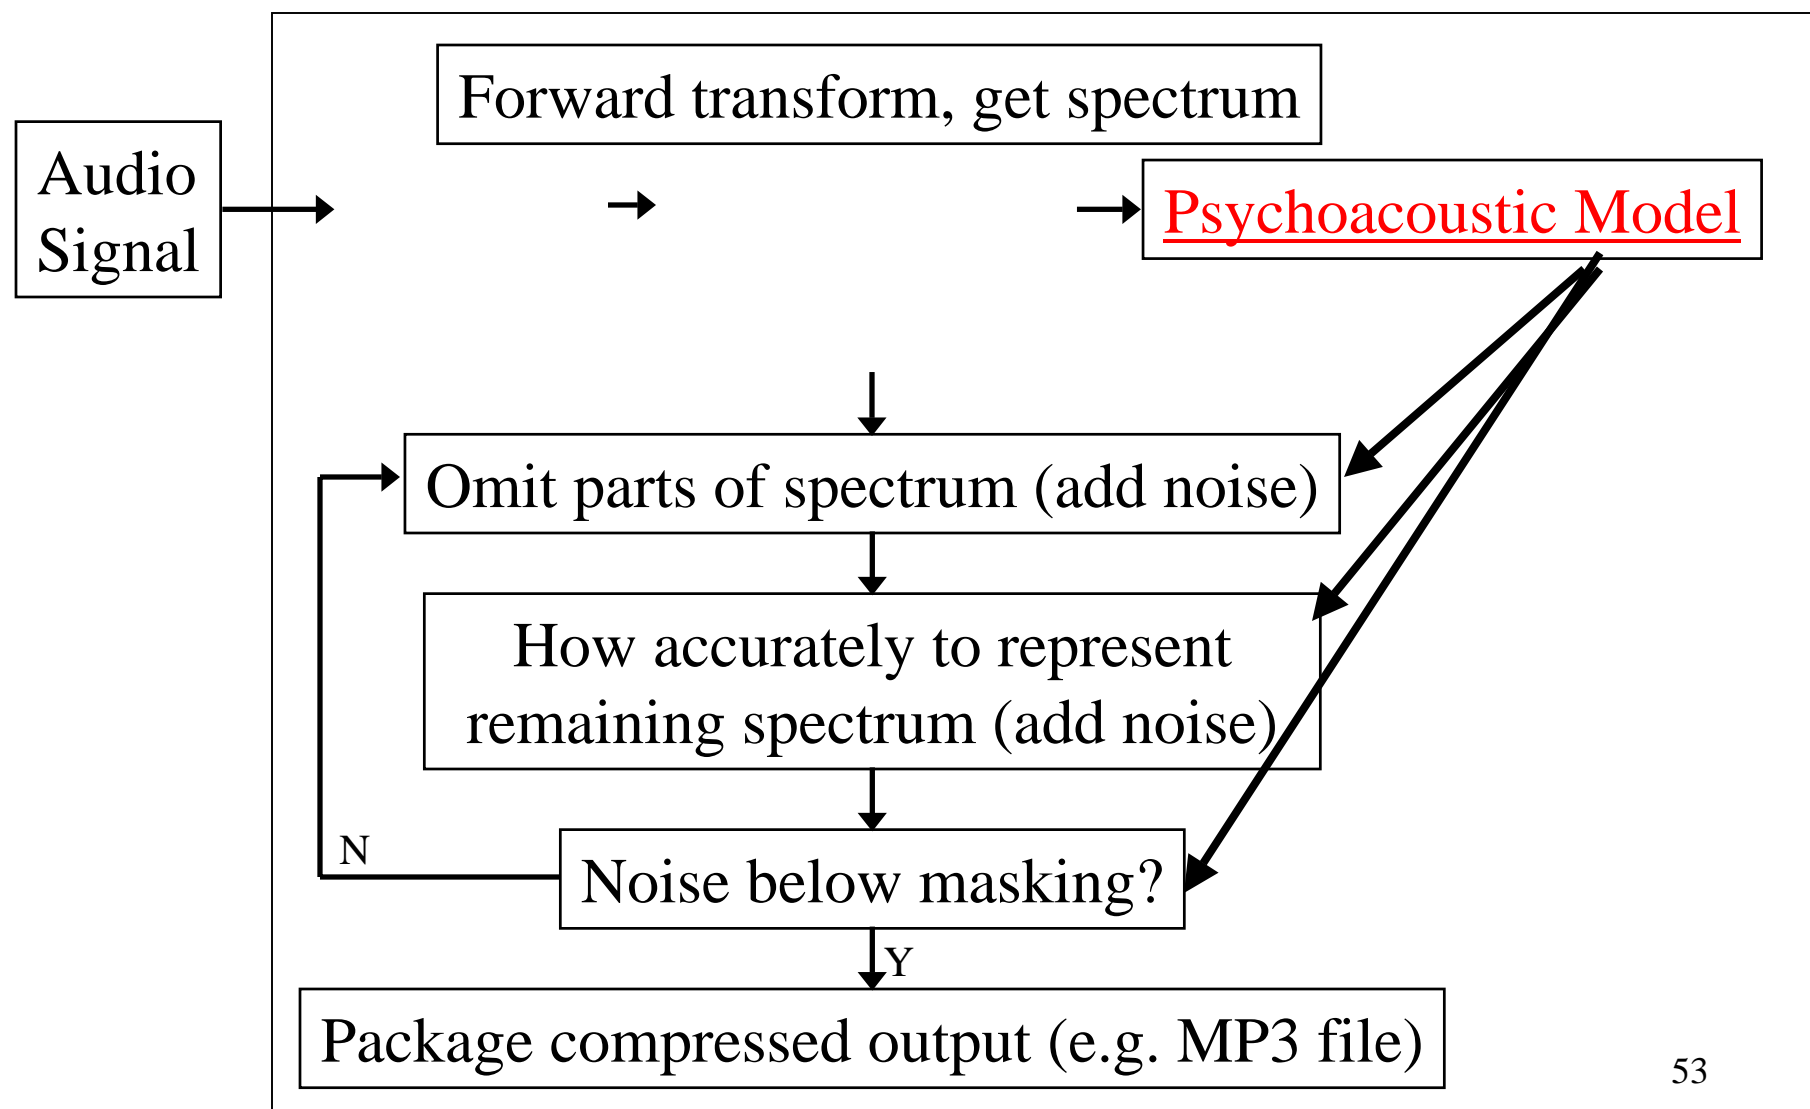 Forward transform, get spectrum
Audio
Signal
Psychoacoustic Model
Omit parts of spectrum (add noise)
How accurately to represent
remaining spectrum (add noise)
N
Noise below masking?
Y
Package compressed output (e.g. MP3 file)
53